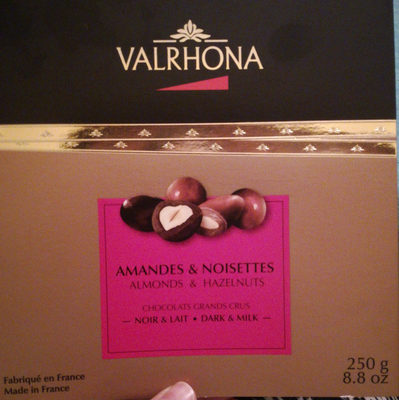 VALRHONA
AMANDES & NOISETTES
ALMONDS & HAZELNUTS
CHOCOLATS GRANDS CRUS
— NOIR & LAIT • DARK & MILK —
250 g
8.8 oz
Fabriqué en France
Made in France